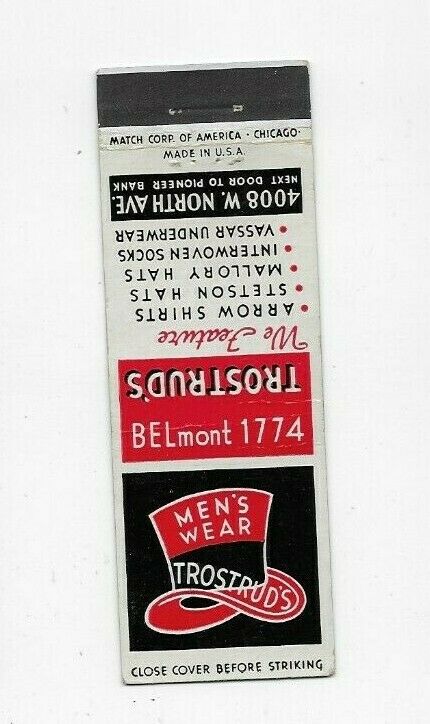 MATCH CORP. OF AMERICA · CHICAGO·
MADE IN U.S.A.
TROSTRUD'S
We Feature
• ARROW SHIRTS
• STETSON HATS
• MALLORY HATS
• INTERWOVEN SOCKS.
• VASSAR UNDERWEAR
4008 W. NORTH AVE.
NEXT DOOR TO PIONEER BANK
BELmont 1774
MEN'S
WEAR
TROSTRUD'S
CLOSE COVER BEFORE STRIKING